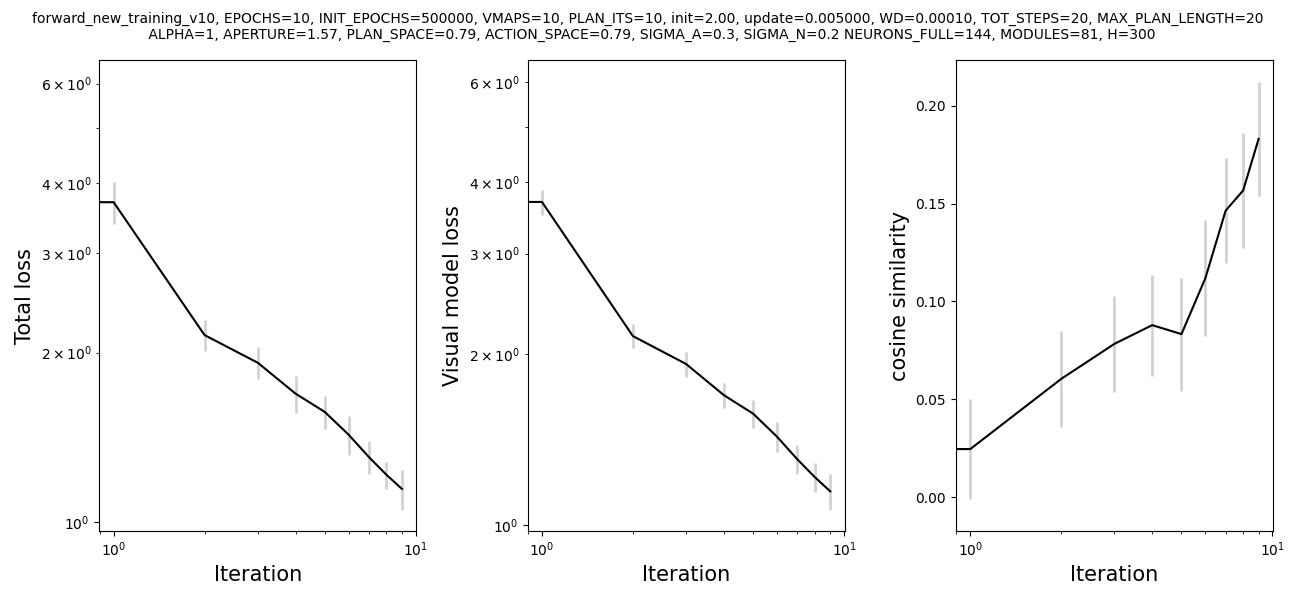 forward_new_training_v10, EPOCHS=10, INIT_EPOCHS=500000, VMAPS=10, PLAN_ITS=10, init=2.00, update=0.005000, WD=0.00010, TOT_STEPS=20, MAX_PLAN_LENGTH=20
ALPHA=1, APERTURE=1.57, PLAN_SPACE=0.79, ACTION_SPACE=0.79, SIGMA_A=0.3, SIGMA_N=0.2 NEURONS_FULL=144, MODULES=81, H=300
Total loss
6 × 10⁰
4 × 10⁰
3 × 10⁰
2 × 10⁰
10⁰
10⁰ 10¹
Iteration
Visual model loss
6 × 10⁰
4 × 10⁰
3 × 10⁰
2 × 10⁰
10⁰
10⁰ 10¹
Iteration
cosine similarity
0.20
0.15
0.10
0.05
0.00
10⁰ 10¹
Iteration